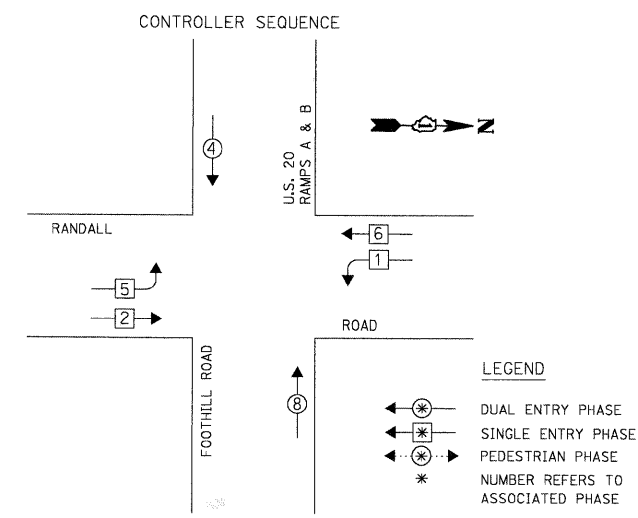 CONTROLLER SEQUENCE
4
U.S. 20
RAMPS A & B
N
RANDALL
6
1
5
2
ROAD
FOOTHILL ROAD
8
LEGEND
* DUAL ENTRY PHASE
* SINGLE ENTRY PHASE
* PEDESTRIAN PHASE
* NUMBER REFERS TO
ASSOCIATED PHASE